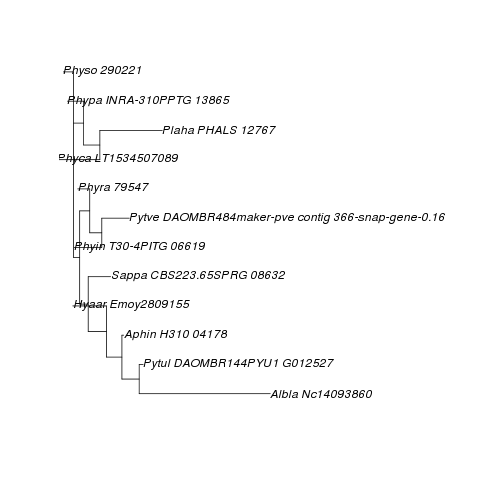 Physo 290221
Phypa INRA-310PPTG 13865
Plaha PHALS 12767
Phyca LT1534507089
Phyra 79547
Pytve DAOMBR484maker-pve contig 366-snap-gene-0.16
Phyin T30-4PITG 06619
Sappa CBS223.65SPRG 08632
Hyaar Emoy2809155
Aphin H310 04178
Pytul DAOMBR144PYU1 G012527
Albla Nc14093860